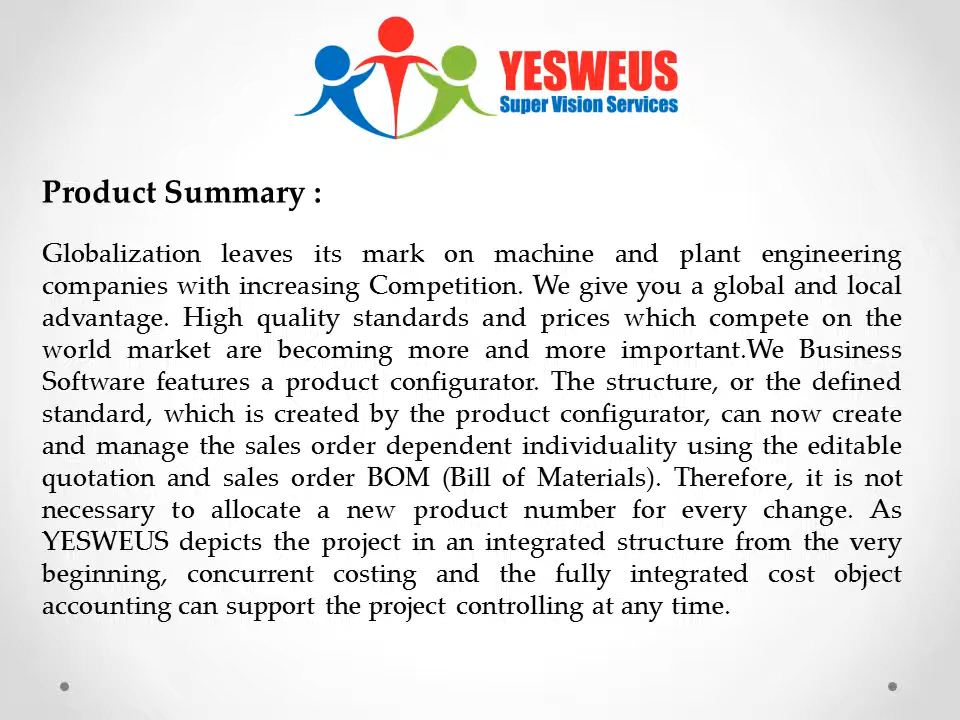 YESWEUS
Super Vision Services
Product Summary :
Globalization leaves its mark on machine and plant engineering
companies with increasing Competition. We give you a global and local
advantage. High quality standards and prices which compete on the
world market are becoming more and more important.We Business
Software features a product configurator. The structure, or the defined
standard, which is created by the product configurator, can now create
and manage the sales order dependent individuality using the editable
quotation and sales order BOM (Bill of Materials). Therefore, it is not
necessary to allocate a new product number for every change. As
YESWEUS depicts the project in an integrated structure from the very
beginning, concurrent costing and the fully integrated cost object
accounting can support the project controlling at any time.